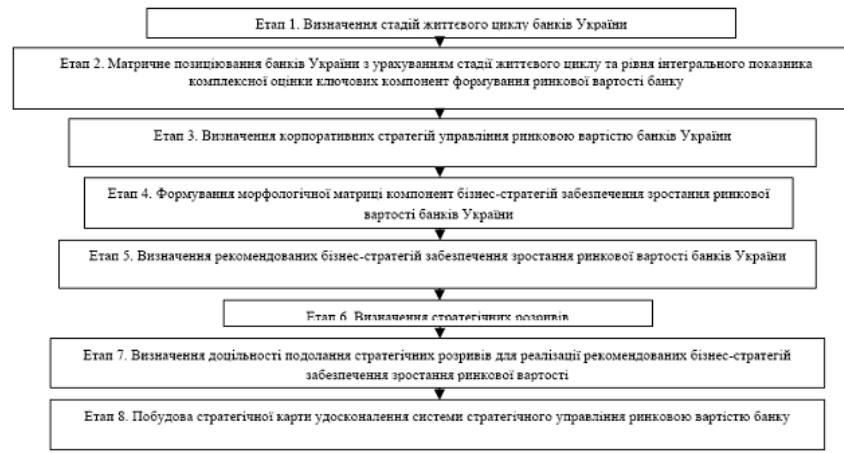 Етап 1. Визначення стадій життєвого циклу банків України
Етап 2. Матричне позиціювання банків України з урахуванням стадії життєвого циклу та рівня інтегрального показника
комплексної оцінки ключових компонент формування ринкової вартості банку
Етап 3. Визначення корпоративних стратегій управління ринковою вартістю банків України
Етап 4. Формування морфологічної матриці компонент бізнес-стратегій забезпечення зростання ринкової
вартості банків України
Етап 5. Визначення рекомендованих бізнес-стратегій забезпечення зростання ринкової вартості банків України
Етап 6. Визначення стратегічних розривів
Етап 7. Визначення доцільності подолання стратегічних розривів для реалізації рекомендованих бізнес-стратегій
забезпечення зростання ринкової вартості
Етап 8. Побудова стратегічної карти удосконалення системи стратегічного управління ринковою вартістю банку